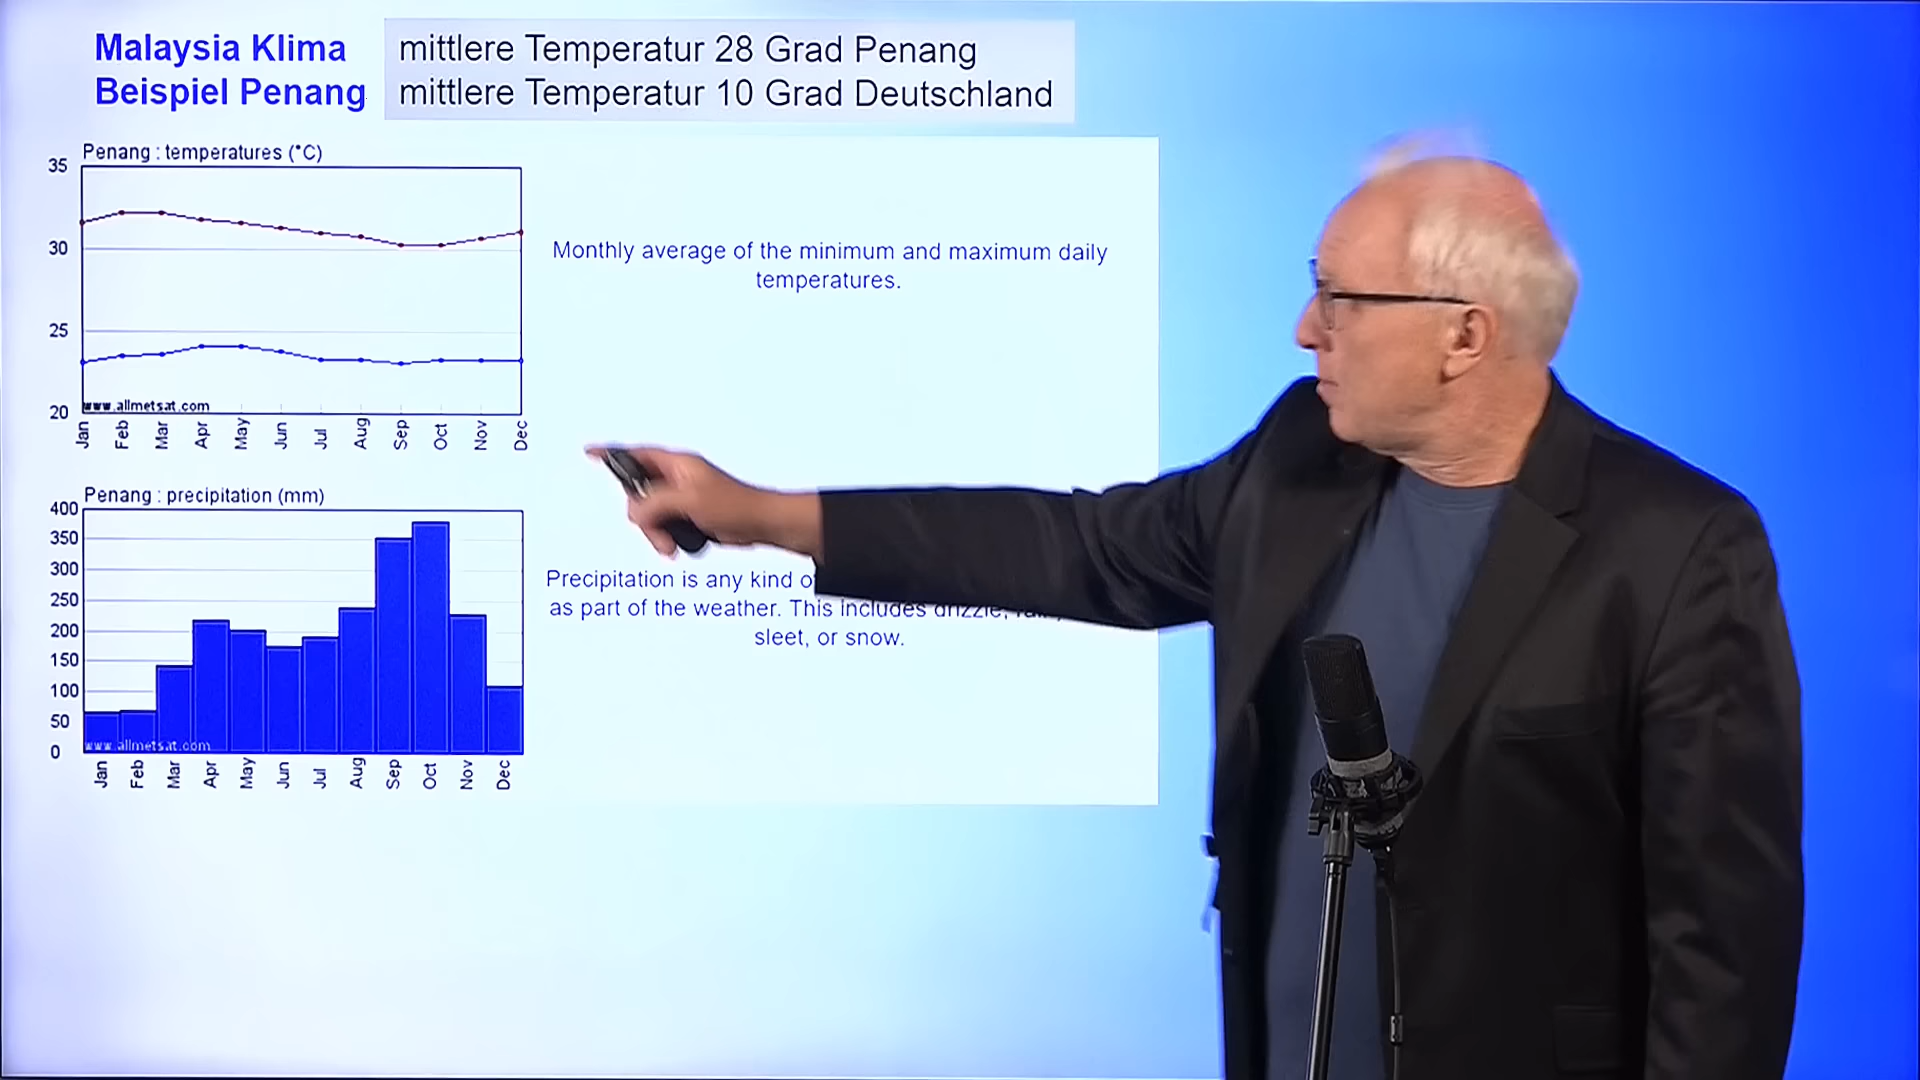 Malaysia Klima
Beispiel Penang
mittlere Temperatur 28 Grad Penang
mittlere Temperatur 10 Grad Deutschland
Penang : temperatures (°C)
35
30
25
20
www.allmetsat.com
Jan Feb Mar Apr May Jun Jul Aug Sep Oct Nov Dec
Monthly average of the minimum and maximum daily
temperatures.
Penang : precipitation (mm)
400
350
300
250
200
150
100
50
0
www.allmetsat.com
Jan Feb Mar Apr May Jun Jul Aug Sep Oct Nov Dec
Precipitation is any kind
as part of the weather. This includes drizzle,
sleet, or snow.